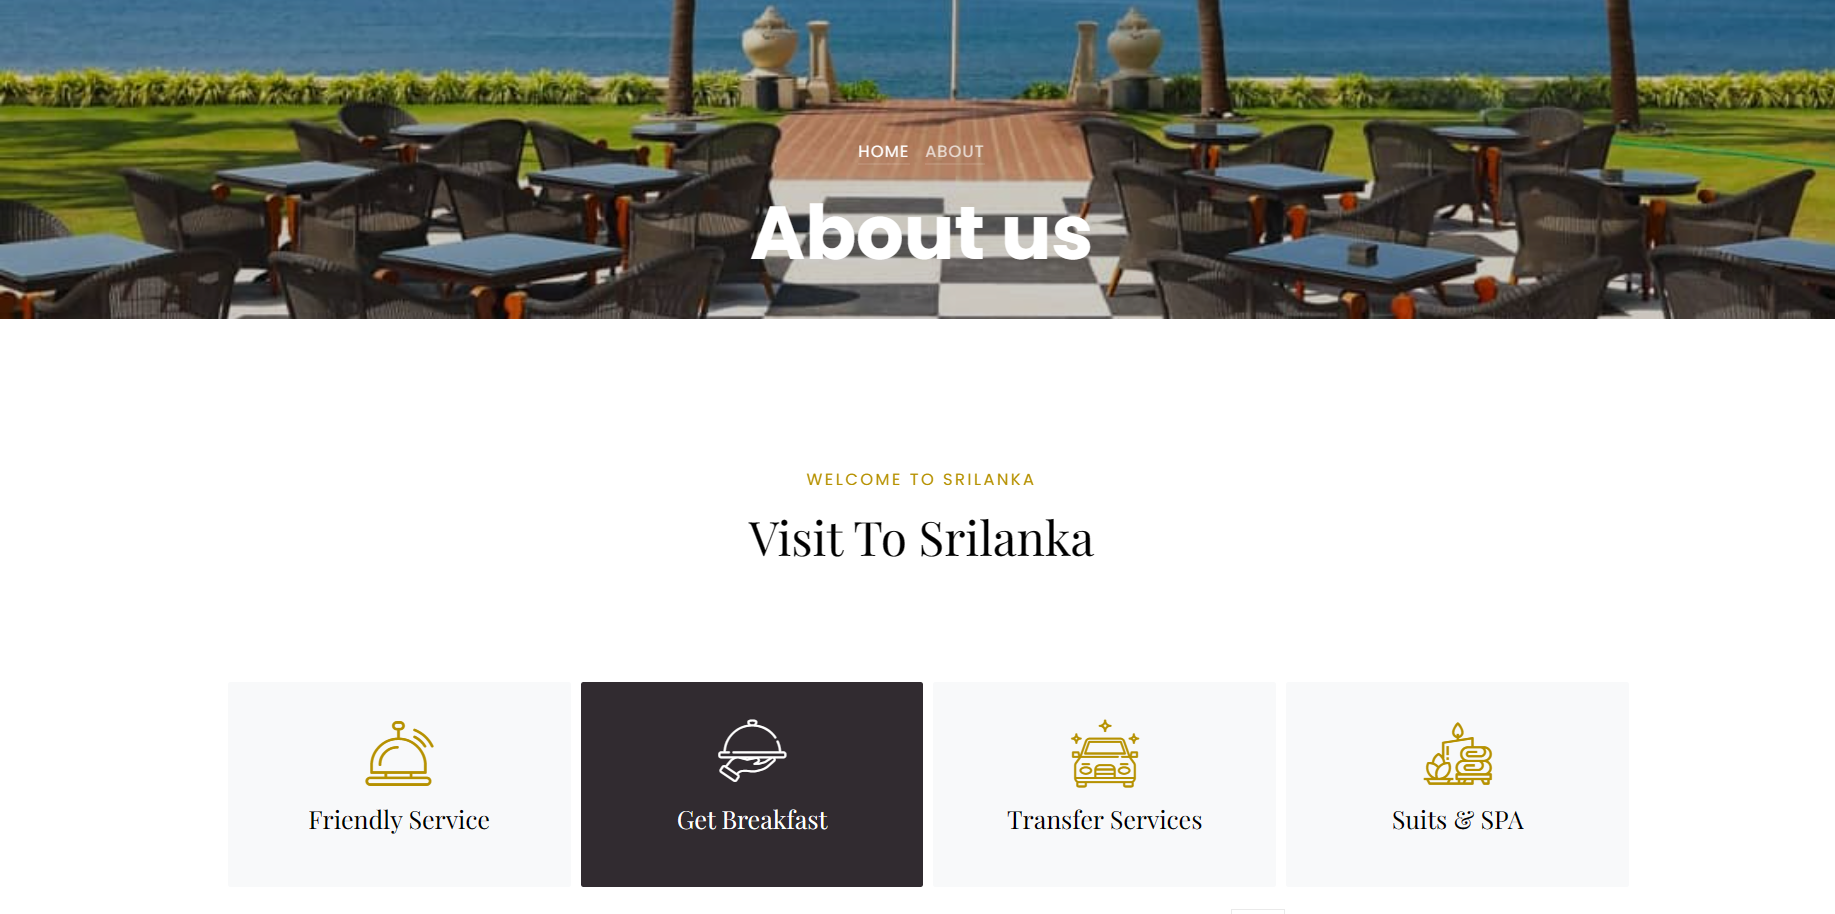 HOME ABOUT
About us
WELCOME TO SRILANKA
Visit To Srilanka
Friendly Service
Get Breakfast
Transfer Services
Suits & SPA